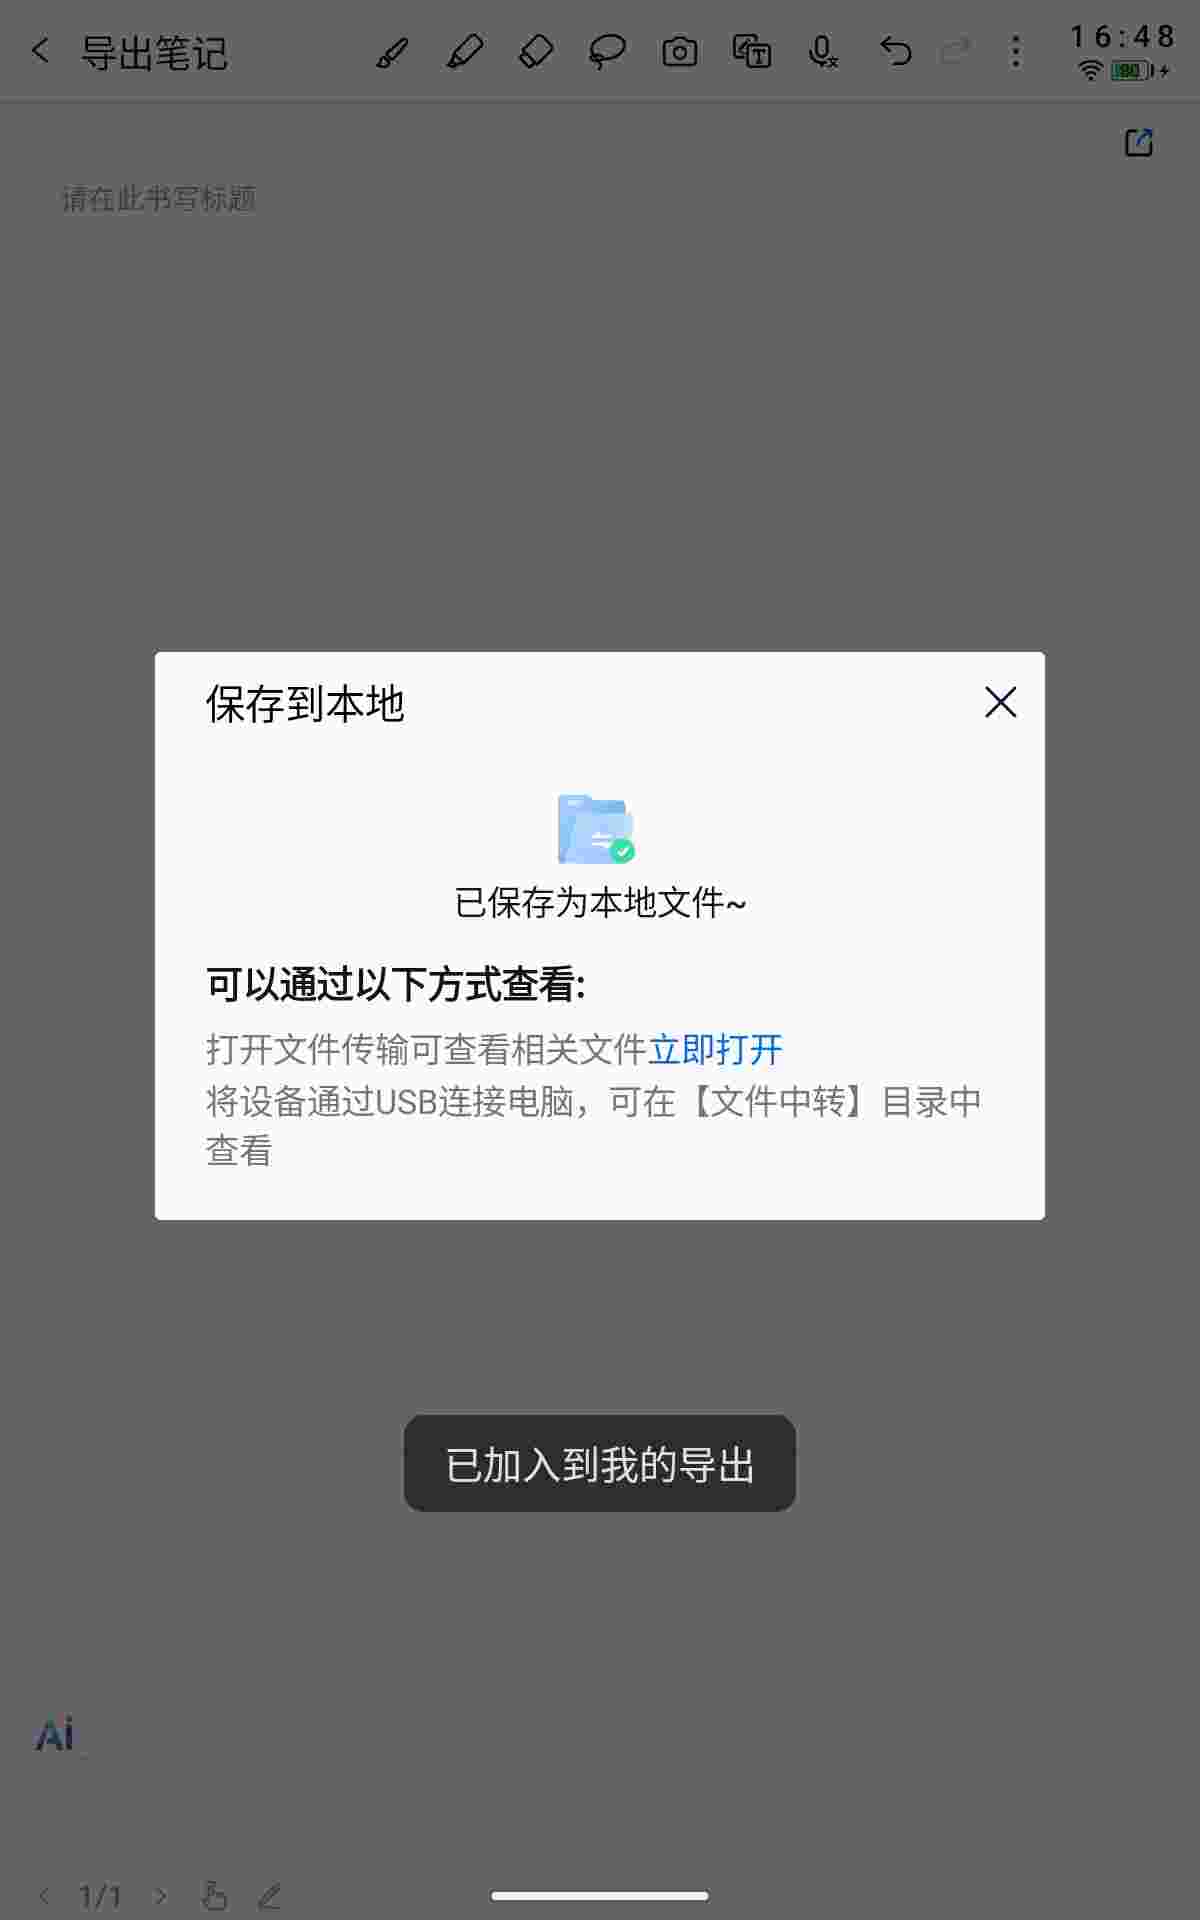 导出笔记
16:48
80
请在此书写标题
保存到本地
已保存为本地文件~
可以通过以下方式查看:
打开文件传输可查看相关文件立即打开
将设备通过USB连接电脑，可在【文件中转】目录中
查看
已加入到我的导出
Ai
1/1